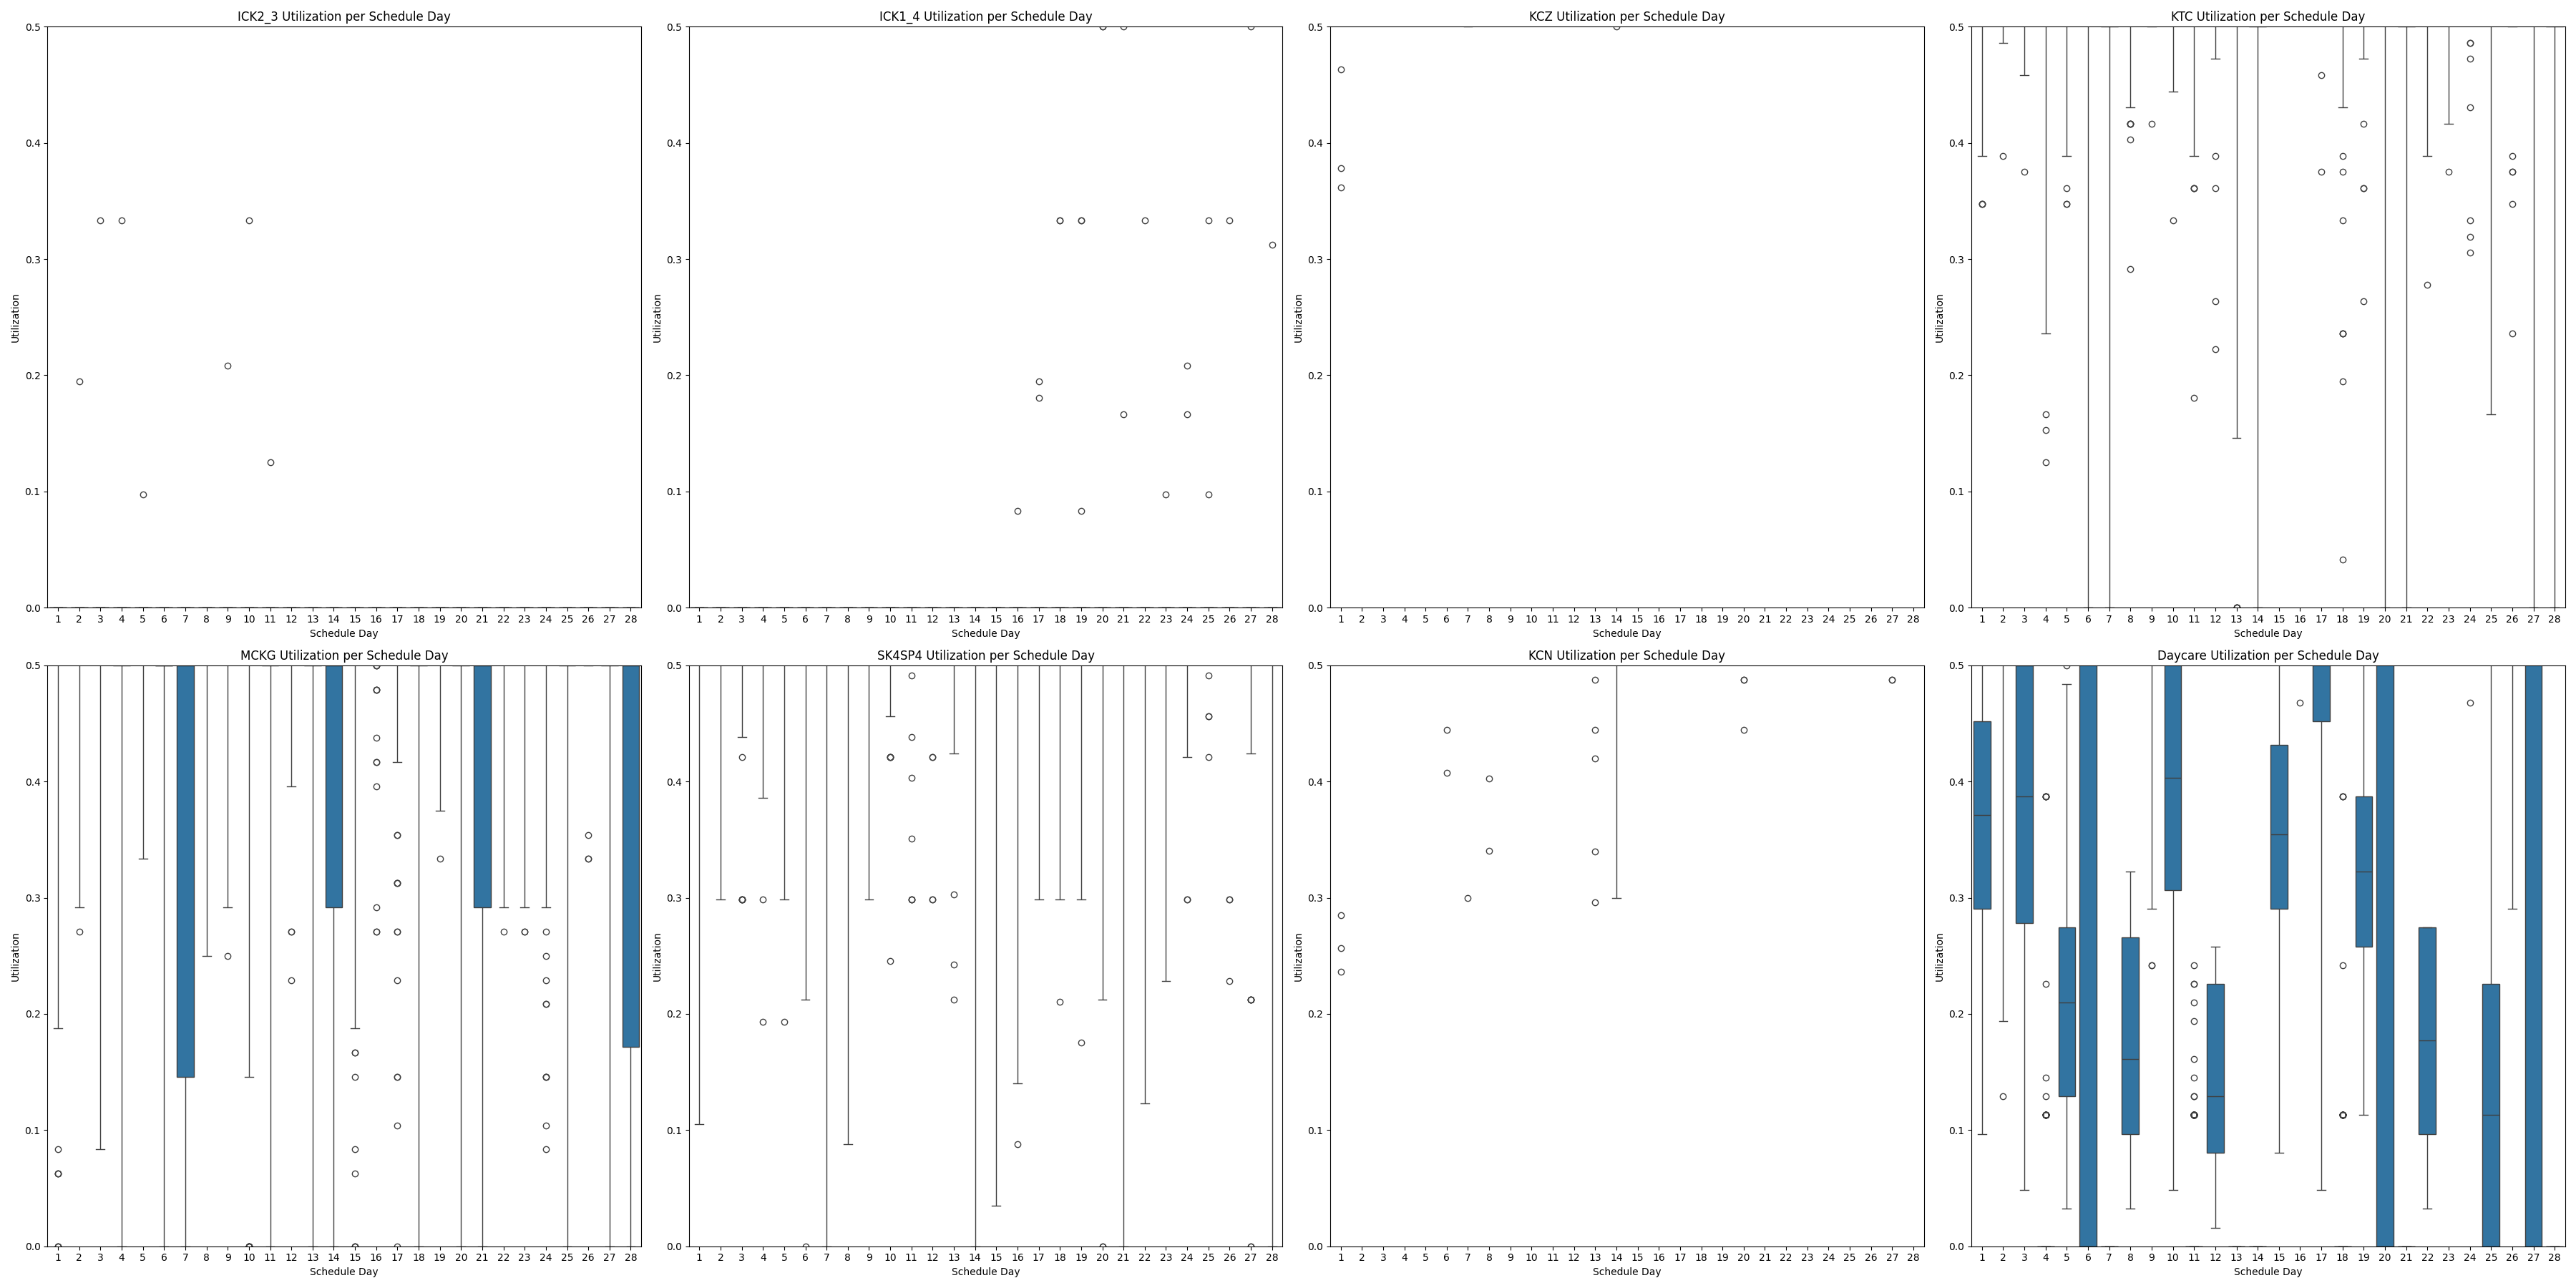 ICK2_3 Utilization per Schedule Day
0.5
0.4
0.3
0.2
0.1
0.0
Utilization
1 2 3 4 5 6 7 8 9 10 11 12 13 14 15 16 17 18 19 20 21 22 23 24 25 26 27 28
Schedule Day
ICK1_4 Utilization per Schedule Day
0.5
0.4
0.3
0.2
0.1
0.0
Utilization
1 2 3 4 5 6 7 8 9 10 11 12 13 14 15 16 17 18 19 20 21 22 23 24 25 26 27 28
Schedule Day
KCZ Utilization per Schedule Day
0.5
0.4
0.3
0.2
0.1
0.0
Utilization
1 2 3 4 5 6 7 8 9 10 11 12 13 14 15 16 17 18 19 20 21 22 23 24 25 26 27 28
Schedule Day
KTC Utilization per Schedule Day
0.5
0.4
0.3
0.2
0.1
0.0
Utilization
1 2 3 4 5 6 7 8 9 10 11 12 13 14 15 16 17 18 19 20 21 22 23 24 25 26 27 28
Schedule Day
MCKG Utilization per Schedule Day
0.5
0.4
0.3
0.2
0.1
0.0
Utilization
1 2 3 4 5 6 7 8 9 10 11 12 13 14 15 16 17 18 19 20 21 22 23 24 25 26 27 28
Schedule Day
SK4SP4 Utilization per Schedule Day
0.5
0.4
0.3
0.2
0.1
0.0
Utilization
1 2 3 4 5 6 7 8 9 10 11 12 13 14 15 16 17 18 19 20 21 22 23 24 25 26 27 28
Schedule Day
KCN Utilization per Schedule Day
0.5
0.4
0.3
0.2
0.1
0.0
Utilization
1 2 3 4 5 6 7 8 9 10 11 12 13 14 15 16 17 18 19 20 21 22 23 24 25 26 27 28
Schedule Day
Daycare Utilization per Schedule Day
0.5
0.4
0.3
0.2
0.1
0.0
Utilization
1 2 3 4 5 6 7 8 9 10 11 12 13 14 15 16 17 18 19 20 21 22 23 24 25 26 27 28
Schedule Day